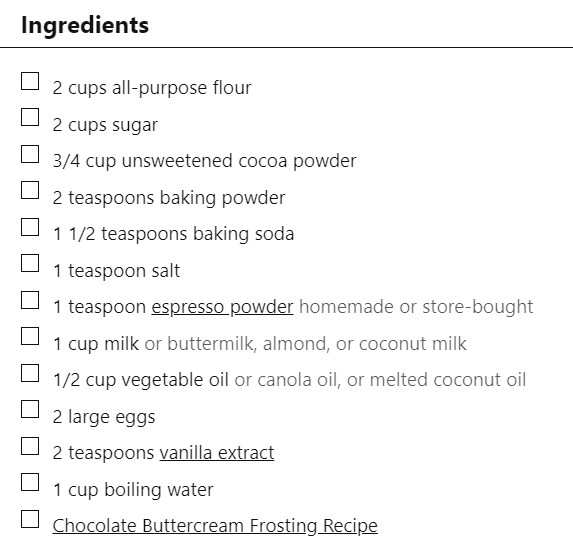 Ingredients
2 cups all-purpose flour
2 cups sugar
3/4 cup unsweetened cocoa powder
2 teaspoons baking powder
1 1/2 teaspoons baking soda
1 teaspoon salt
1 teaspoon espresso powder homemade or store-bought
1 cup milk or buttermilk, almond, or coconut milk
1/2 cup vegetable oil or canola oil, or melted coconut oil
2 large eggs
2 teaspoons vanilla extract
1 cup boiling water
Chocolate Buttercream Frosting Recipe